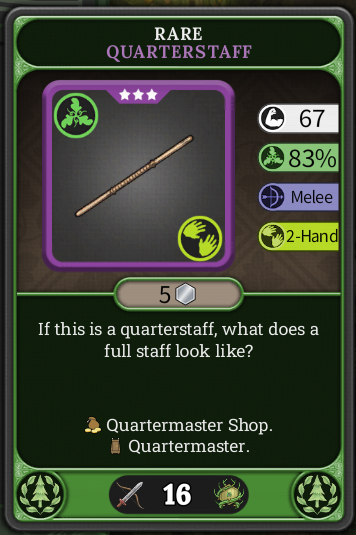 RARE
QUARTERSTAFF
67
83%
Melee
2-Hand
5
If this is a quarterstaff, what does a
full staff look like?
Quartermaster Shop.
Quartermaster.
16